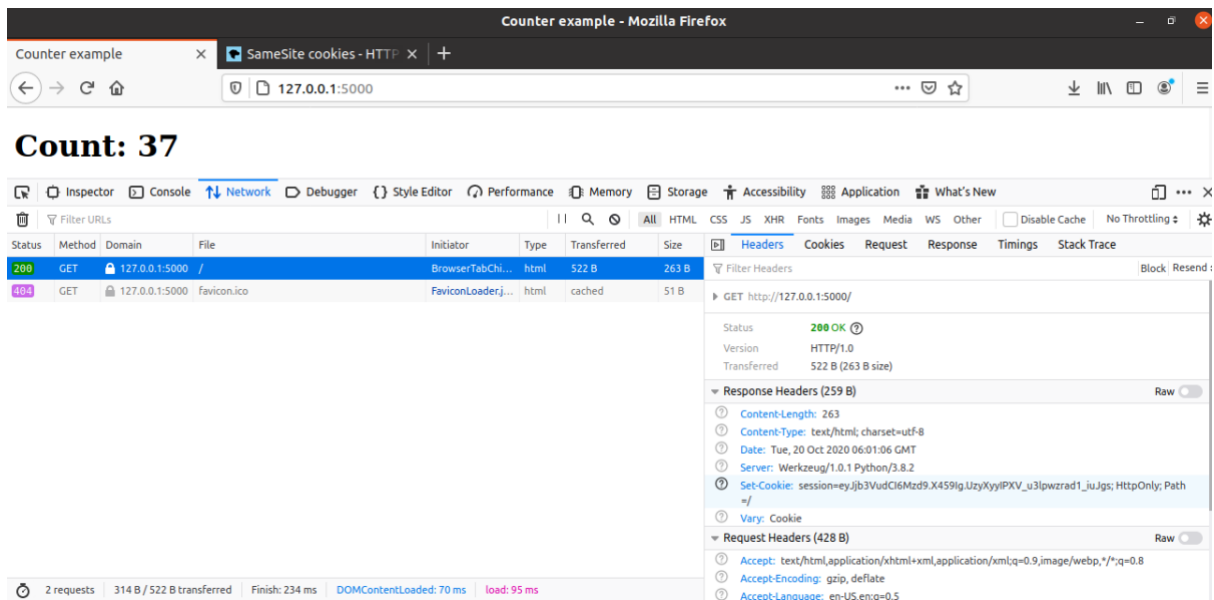 Counter example - Mozilla Firefox
Counter example
SameSite cookies - HTTP
127.0.0.1:5000
Count: 37
Inspector Console Network Debugger {} Style Editor Performance Memory Storage Accessibility Application What's New
Filter URLs All HTML CSS JS XHR Fonts Images Media WS Other Disable Cache No Throttling
Status Method Domain File Initiator Type Transferred Size Headers Cookies Request Response Timings Stack Trace
200 GET 127.0.0.1:5000 / BrowserTabChi... html 522 B 263 B
404 GET 127.0.0.1:5000 favicon.ico FaviconLoader.j... html cached 51 B
Filter Headers Block Resend
GET http://127.0.0.1:5000/
Status 200 OK
Version HTTP/1.0
Transferred 522 B (263 B size)
Response Headers (259 B) Raw
Content-Length: 263
Content-Type: text/html; charset=utf-8
Date: Tue, 20 Oct 2020 06:01:06 GMT
Server: Werkzeug/1.0.1 Python/3.8.2
Set-Cookie: session=eyJjb3VudCI6Mzd9.X459Ig.UzyXyyIPXV_u3lpwzrad1_iuJgs; HttpOnly; Path
=/
Vary: Cookie
Request Headers (428 B) Raw
Accept: text/html,application/xhtml+xml,application/xml;q=0.9,image/webp,*/*;q=0.8
Accept-Encoding: gzip, deflate
Accept-Language: en-US,en;q=0.5
2 requests 314 B / 522 B transferred Finish: 234 ms DOMContentLoaded: 70 ms load: 95 ms